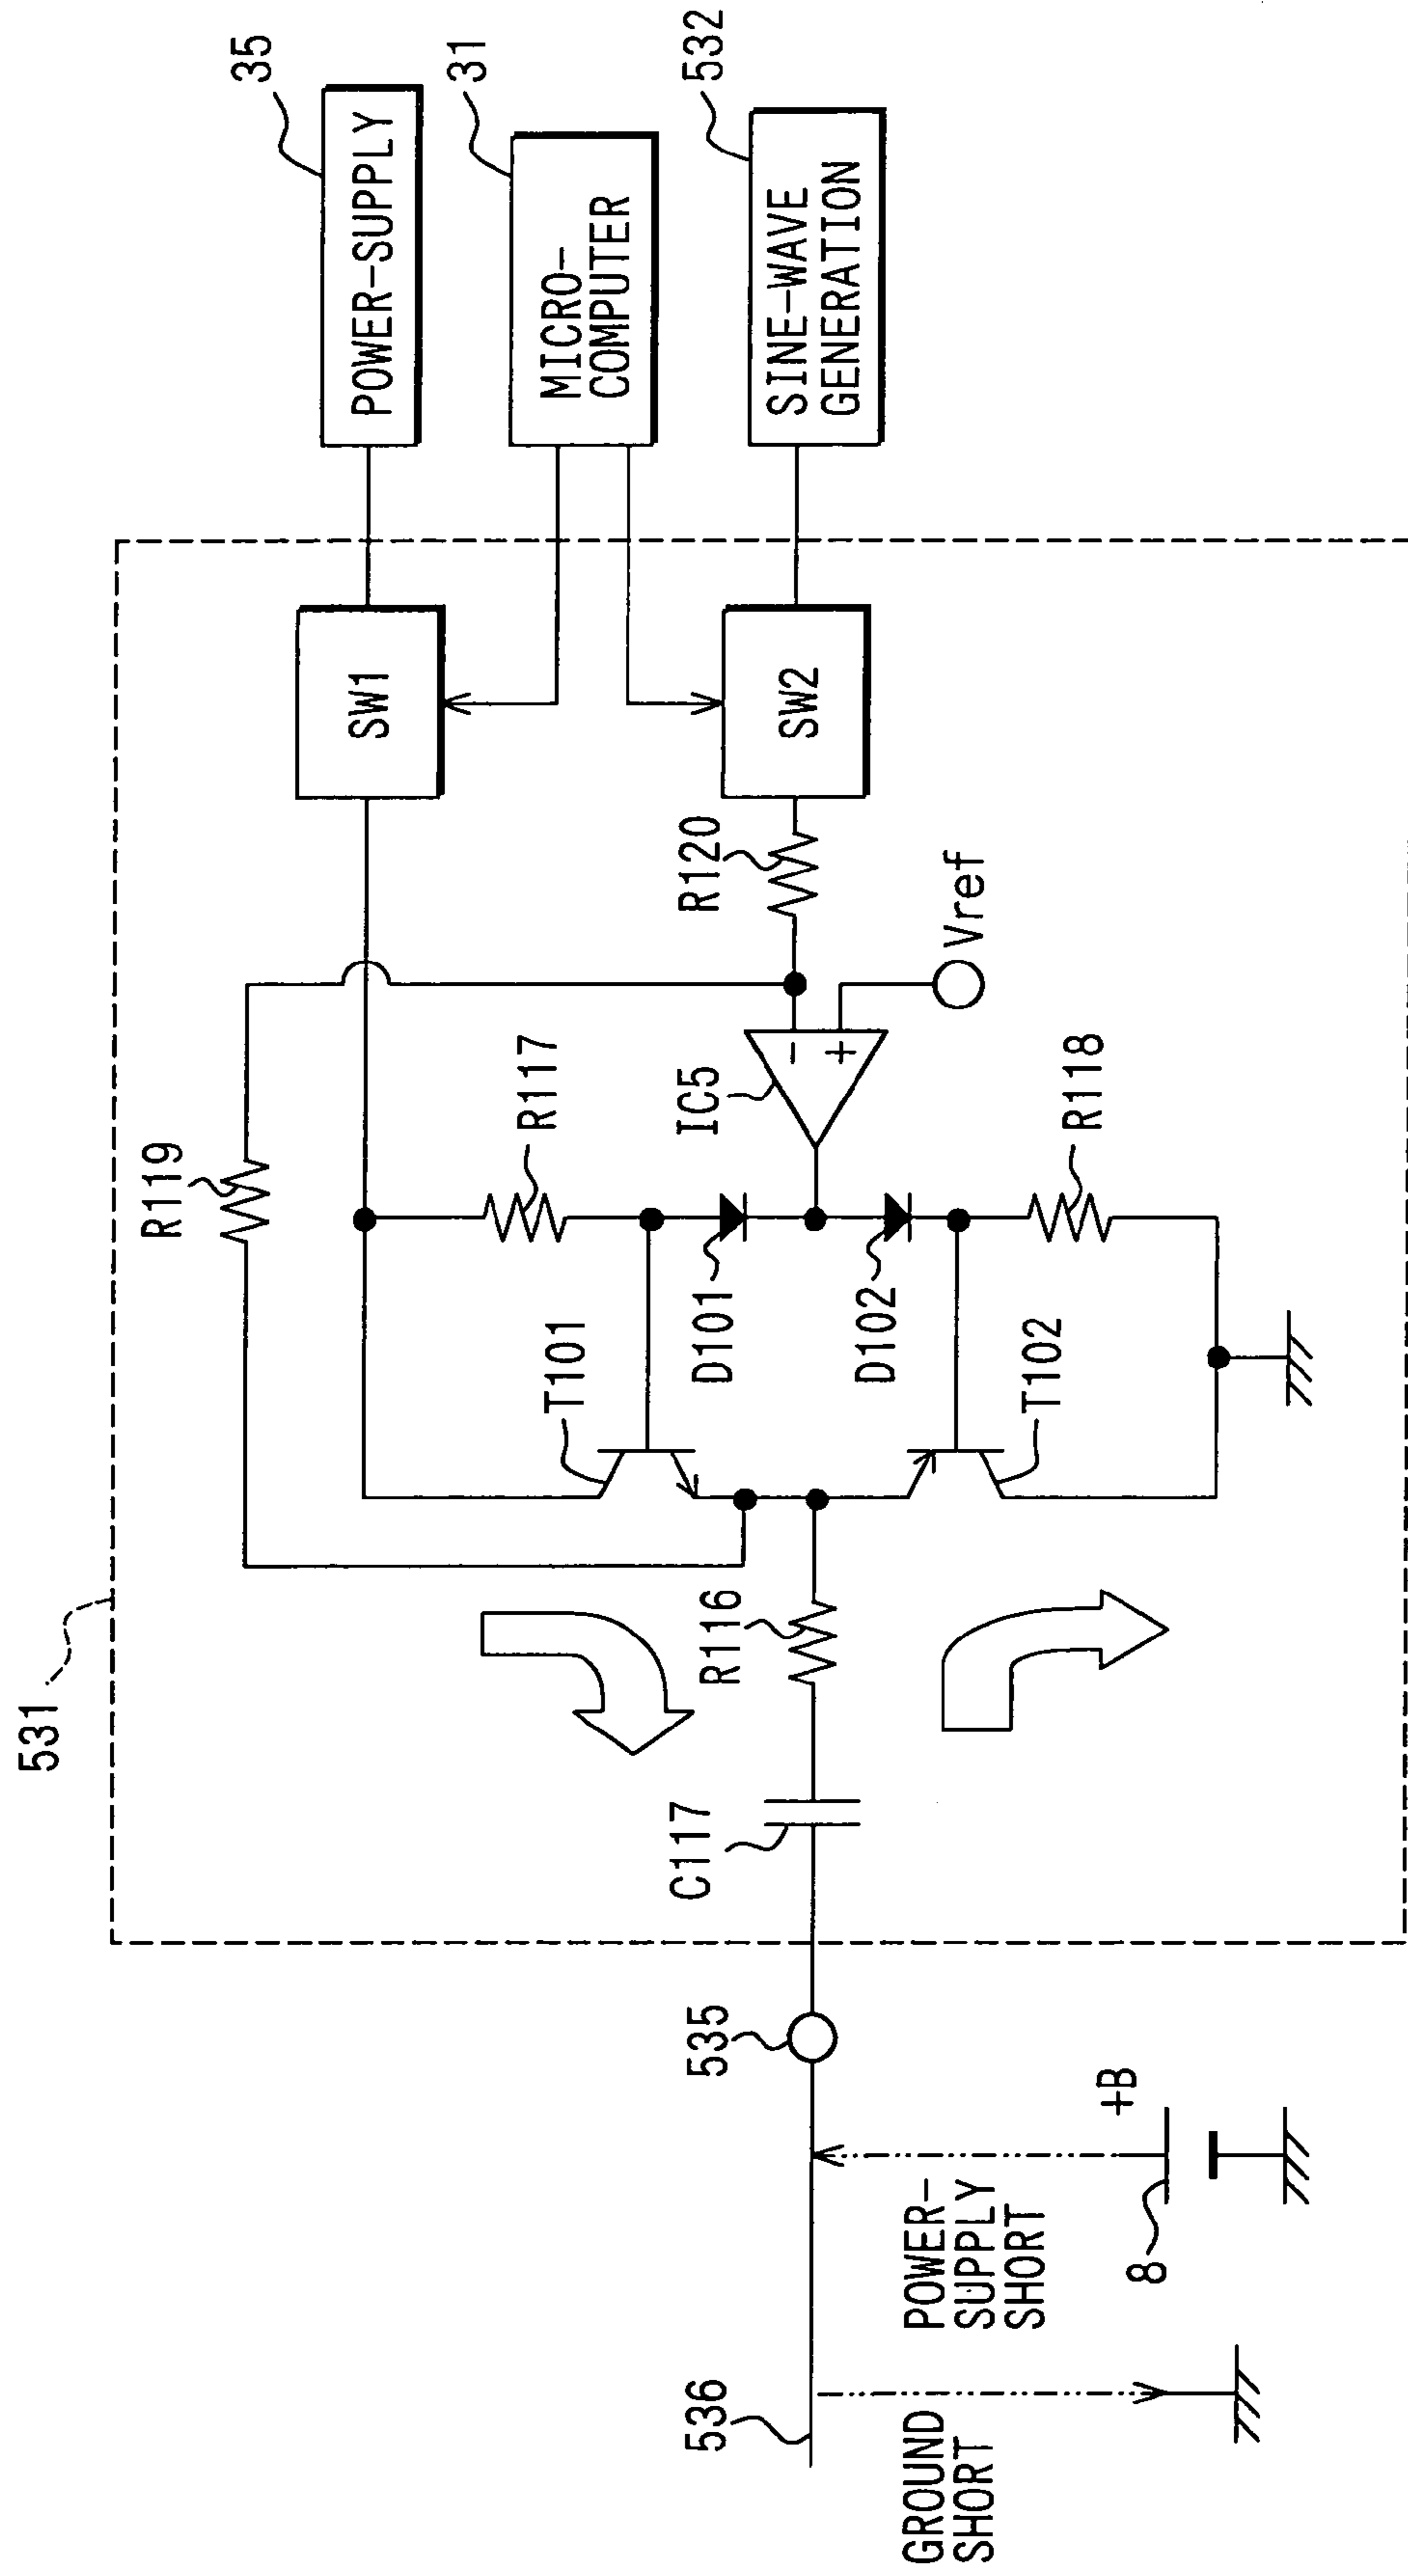 531
R119
SW1
POWER-SUPPLY
35
T101
R117
MICRO-
COMPUTER
31
C117
R116
D101
IC5
R120
SW2
SINE-WAVE
GENERATION
532
536
535
D102
-
+
Vref
T102
R118
GROUND
SHORT
POWER-
SUPPLY
SHORT
+B
8